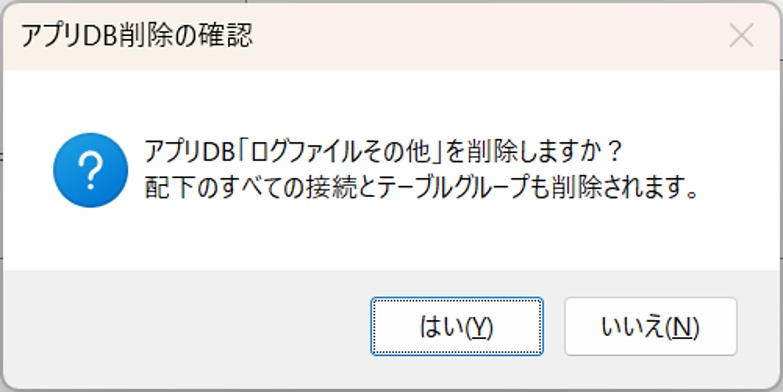 アプリDB削除の確認
アプリDB「ログファイルその他」を削除しますか？
配下のすべての接続とテーブルグループも削除されます。
はい(Y)
いいえ(N)